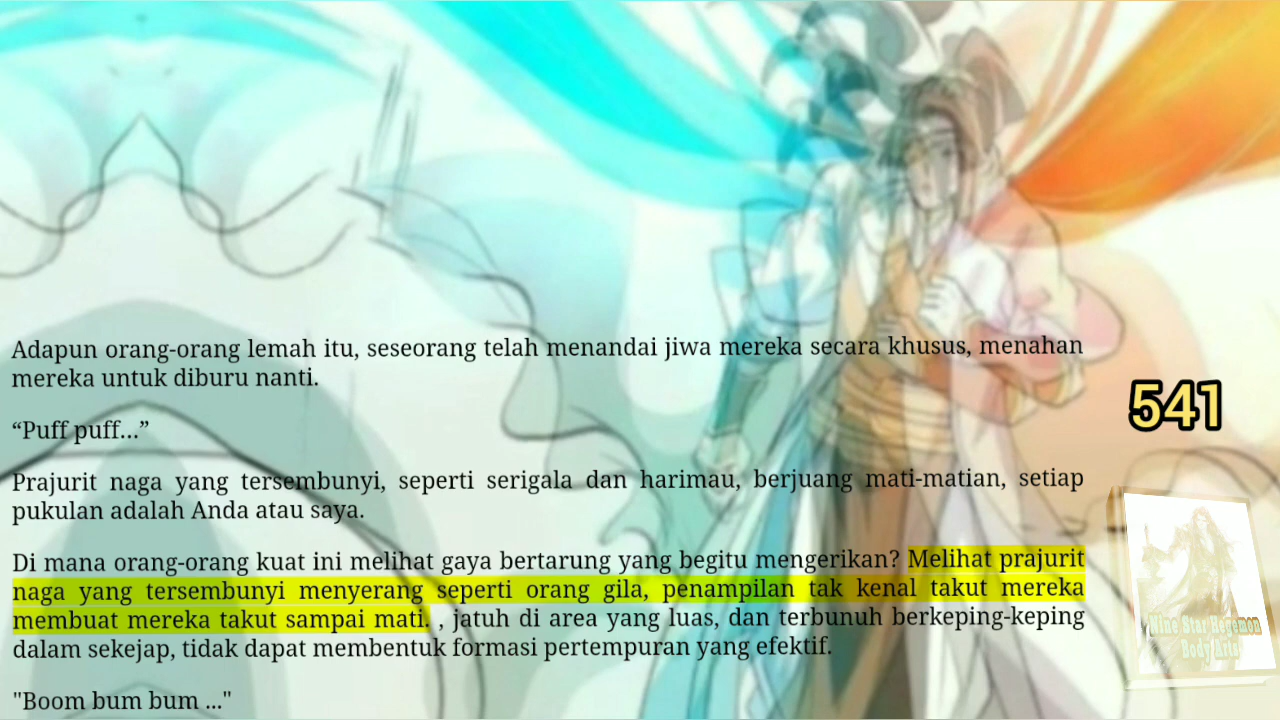 Adapun orang-orang lemah itu, seseorang telah menandai jiwa mereka secara khusus, menahan
mereka untuk diburu nanti.
“Puff puff...”
Prajurit naga yang tersembunyi, seperti serigala dan harimau, berjuang mati-matian, setiap
pukulan adalah Anda atau saya.
Di mana orang-orang kuat ini melihat gaya bertarung yang begitu mengerikan? Melihat prajurit
naga yang tersembunyi menyerang seperti orang gila, penampilan tak kenal takut mereka
membuat mereka takut sampai mati. , jatuh di area yang luas, dan terbunuh berkeping-keping
dalam sekejap, tidak dapat membentuk formasi pertempuran yang efektif.
"Boom bum bum ..."
541
Nine Star Hegemon
Body Arts